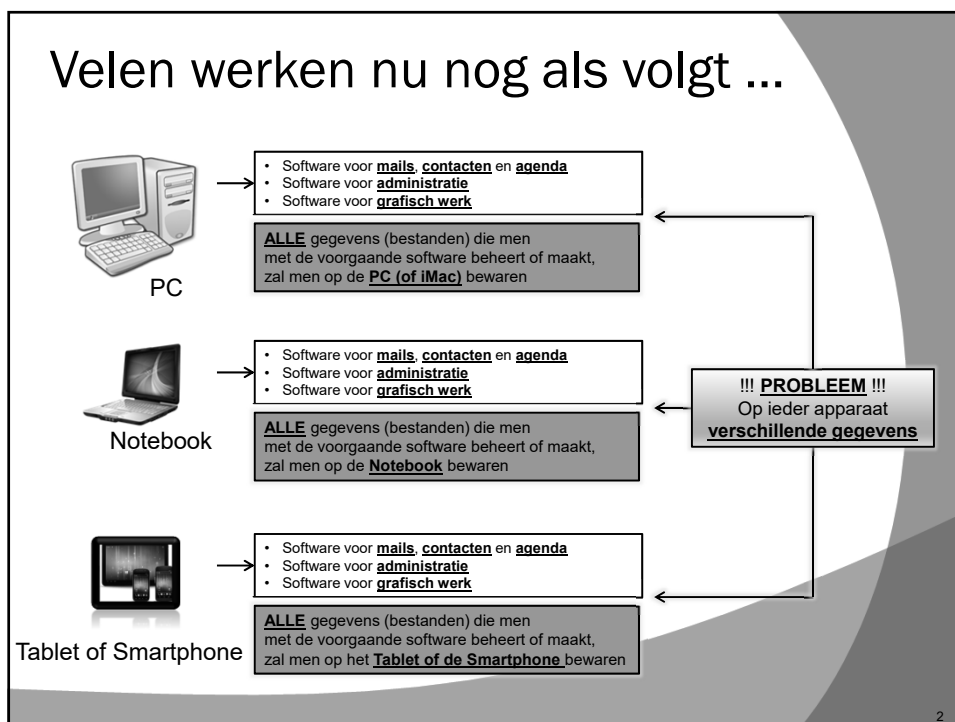 Velen werken nu nog als volgt ...
• Software voor mails, contacten en agenda
• Software voor administratie
• Software voor grafisch werk
ALLE gegevens (bestanden) die men
met de voorgaande software beheert of maakt,
zal men op de PC (of iMac) bewaren
PC
• Software voor mails, contacten en agenda
• Software voor administratie
• Software voor grafisch werk
ALLE gegevens (bestanden) die men
met de voorgaande software beheert of maakt,
zal men op de Notebook bewaren
Notebook
!!! PROBLEEM !!!
Op ieder apparaat
verschillende gegevens
• Software voor mails, contacten en agenda
• Software voor administratie
• Software voor grafisch werk
ALLE gegevens (bestanden) die men
met de voorgaande software beheert of maakt,
zal men op het Tablet of de Smartphone bewaren
Tablet of Smartphone
2